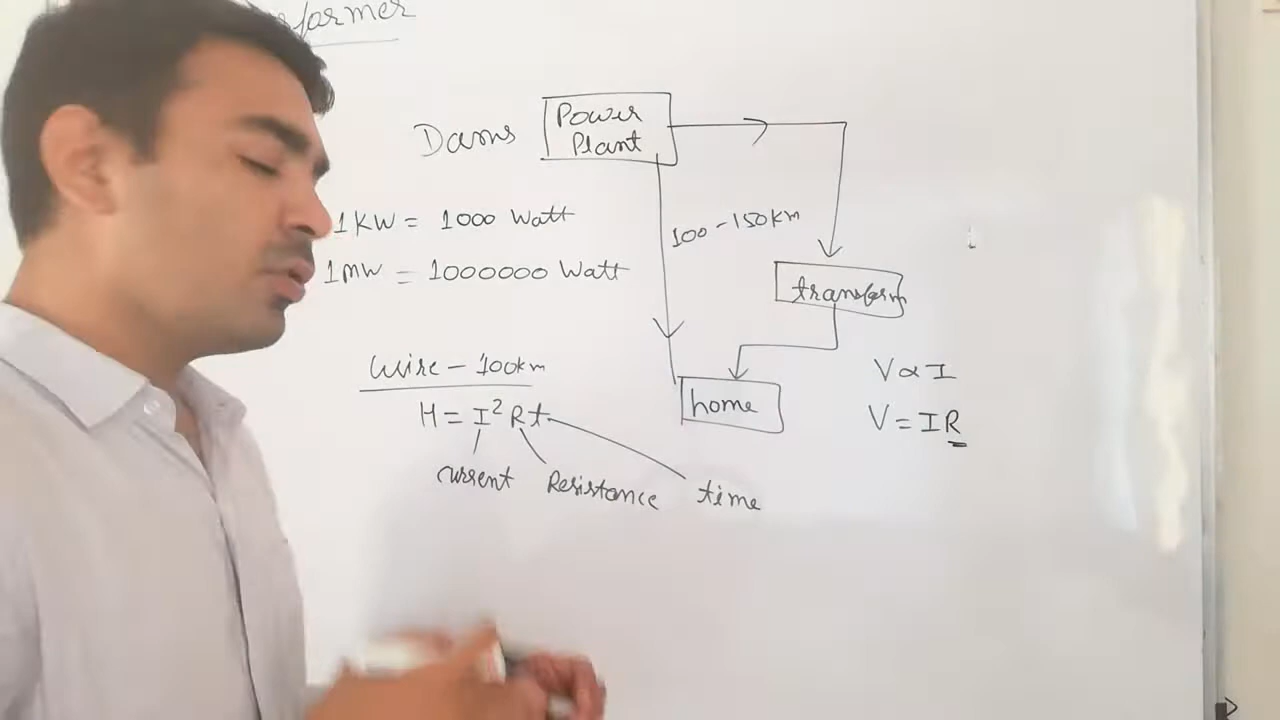 Dams
Power
Plant
1KW = 1000 Watt
100-150km
1mw = 1000000 Watt
transform
Wire - 100km
home
V ∝ I
H = I² R t
V = IR
current Resistance time